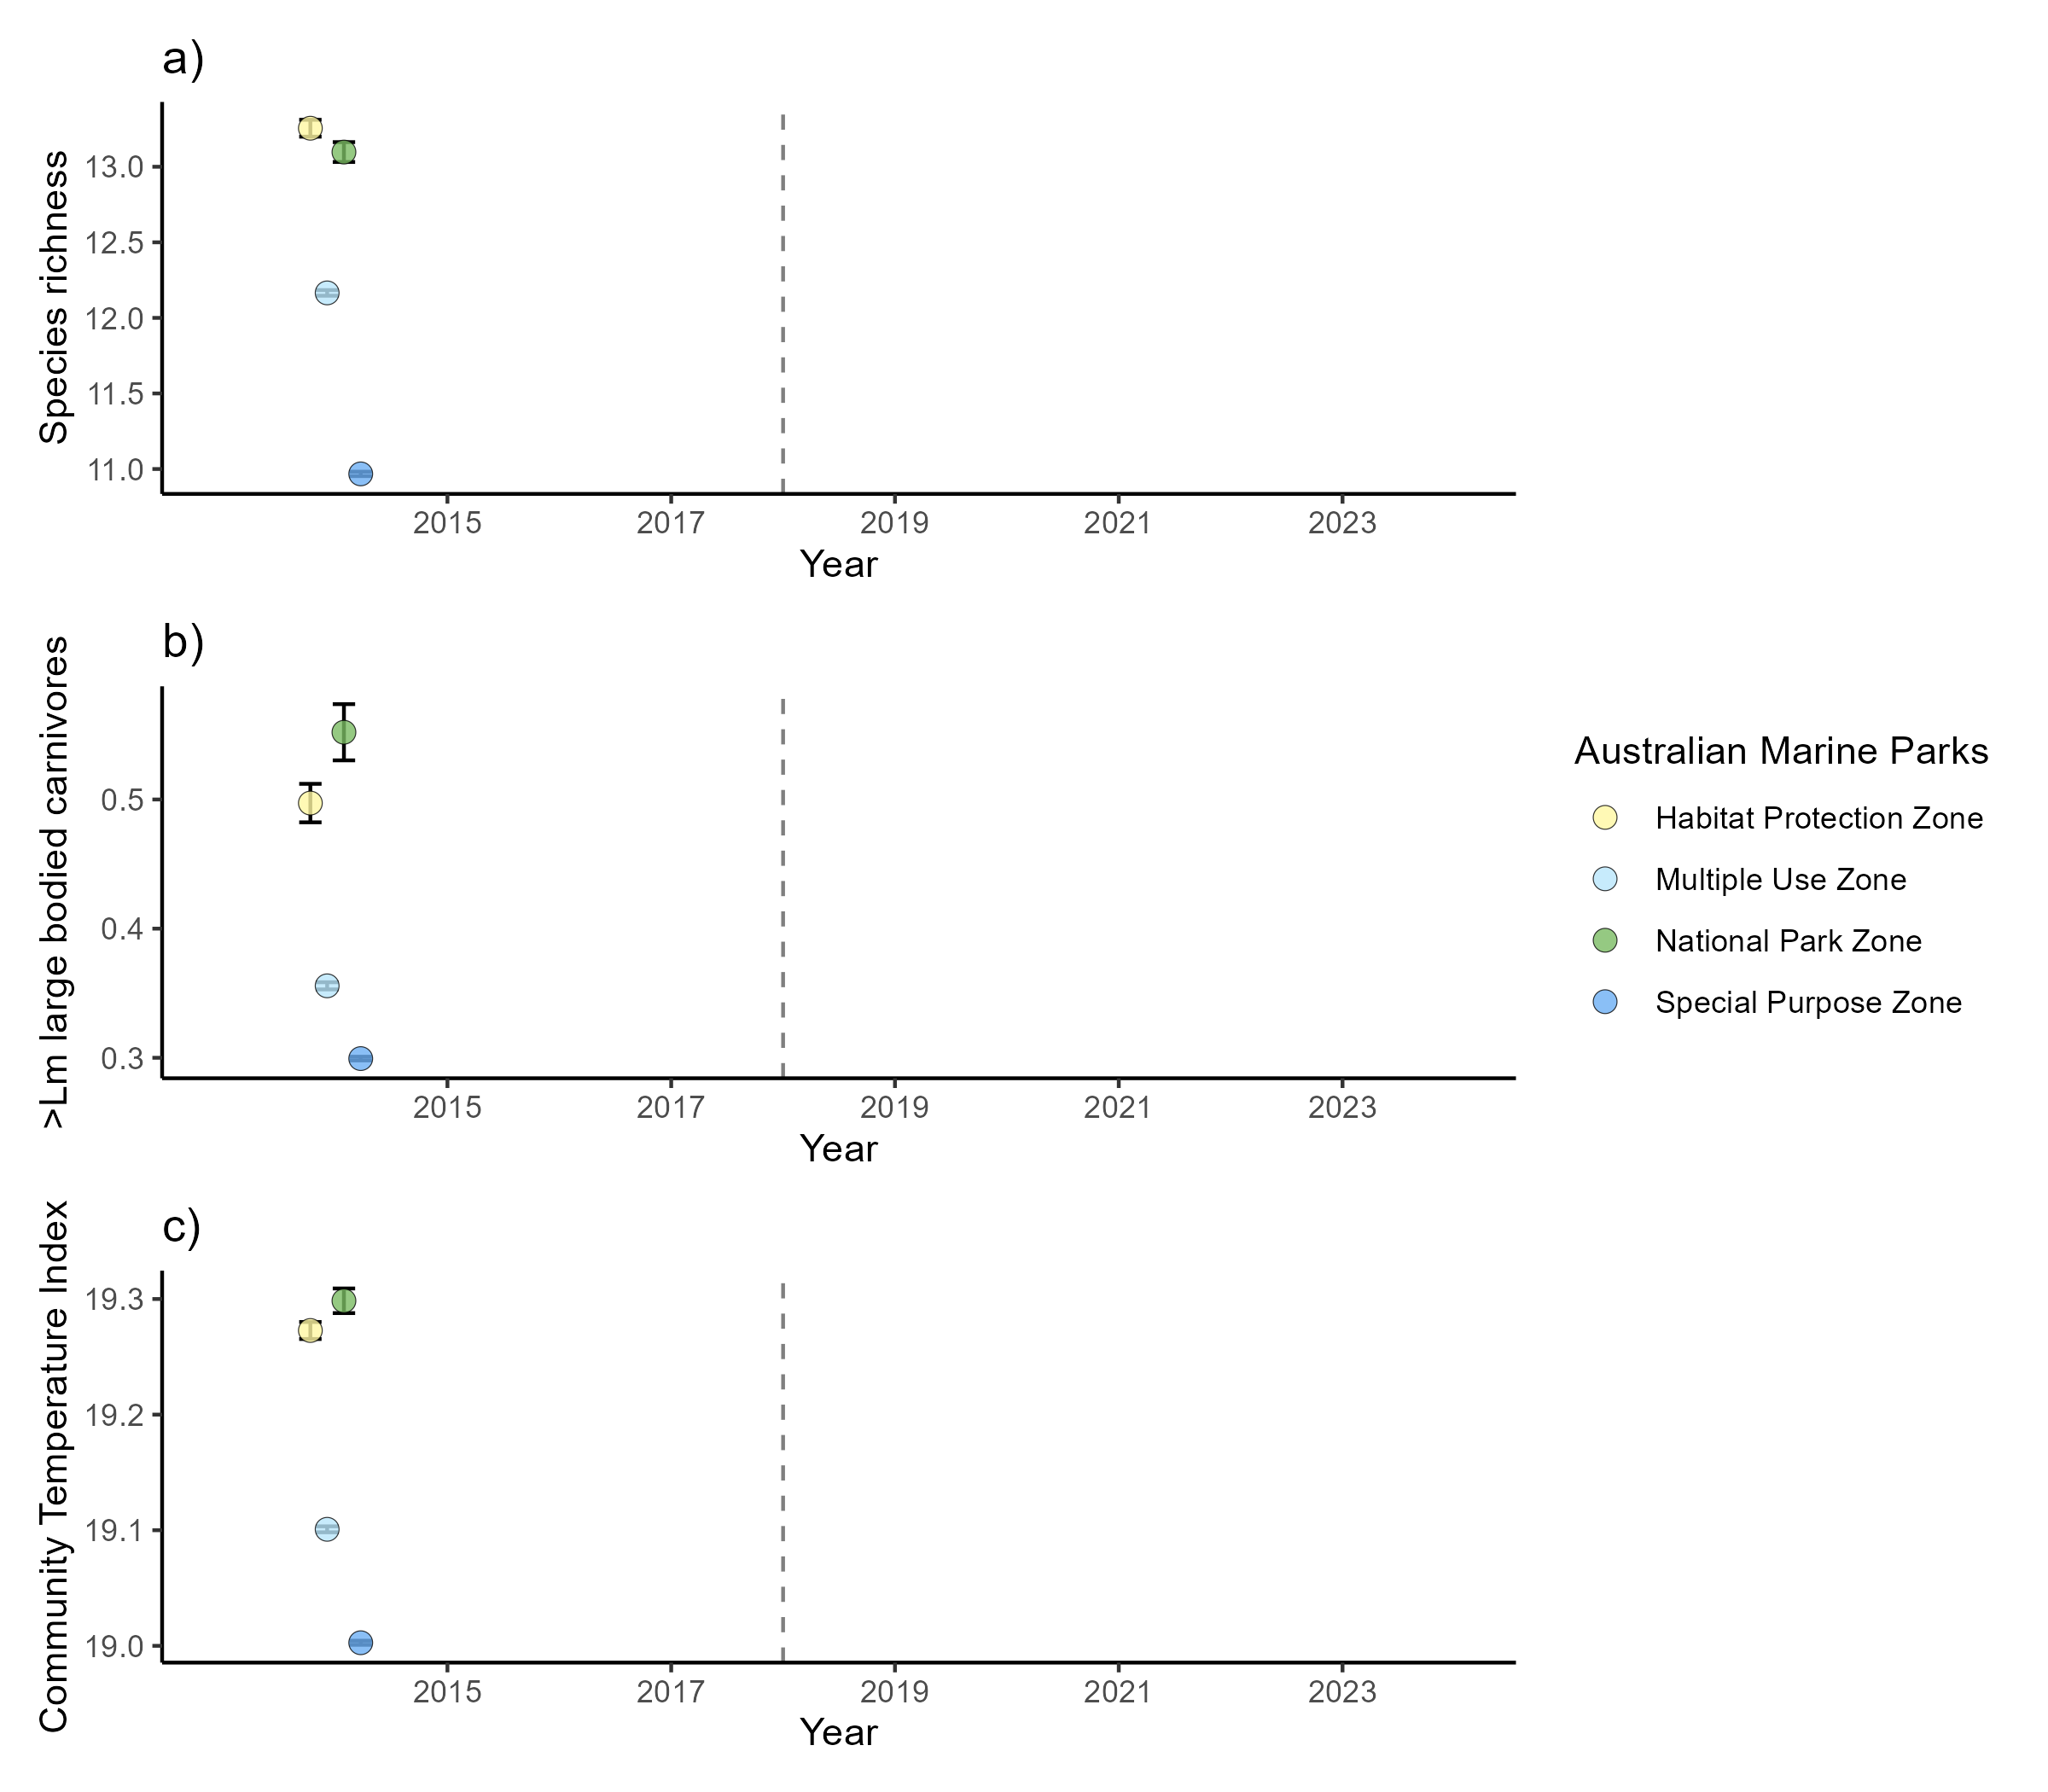 a)
Species richness
13.0
12.5
12.0
11.5
11.0
2015 2017 2019 2021 2023
Year
b)
>Lm large bodied carnivores
0.5
0.4
0.3
2015 2017 2019 2021 2023
Year
c)
Community Temperature Index
19.3
19.2
19.1
19.0
2015 2017 2019 2021 2023
Year
Australian Marine Parks
Habitat Protection Zone
Multiple Use Zone
National Park Zone
Special Purpose Zone